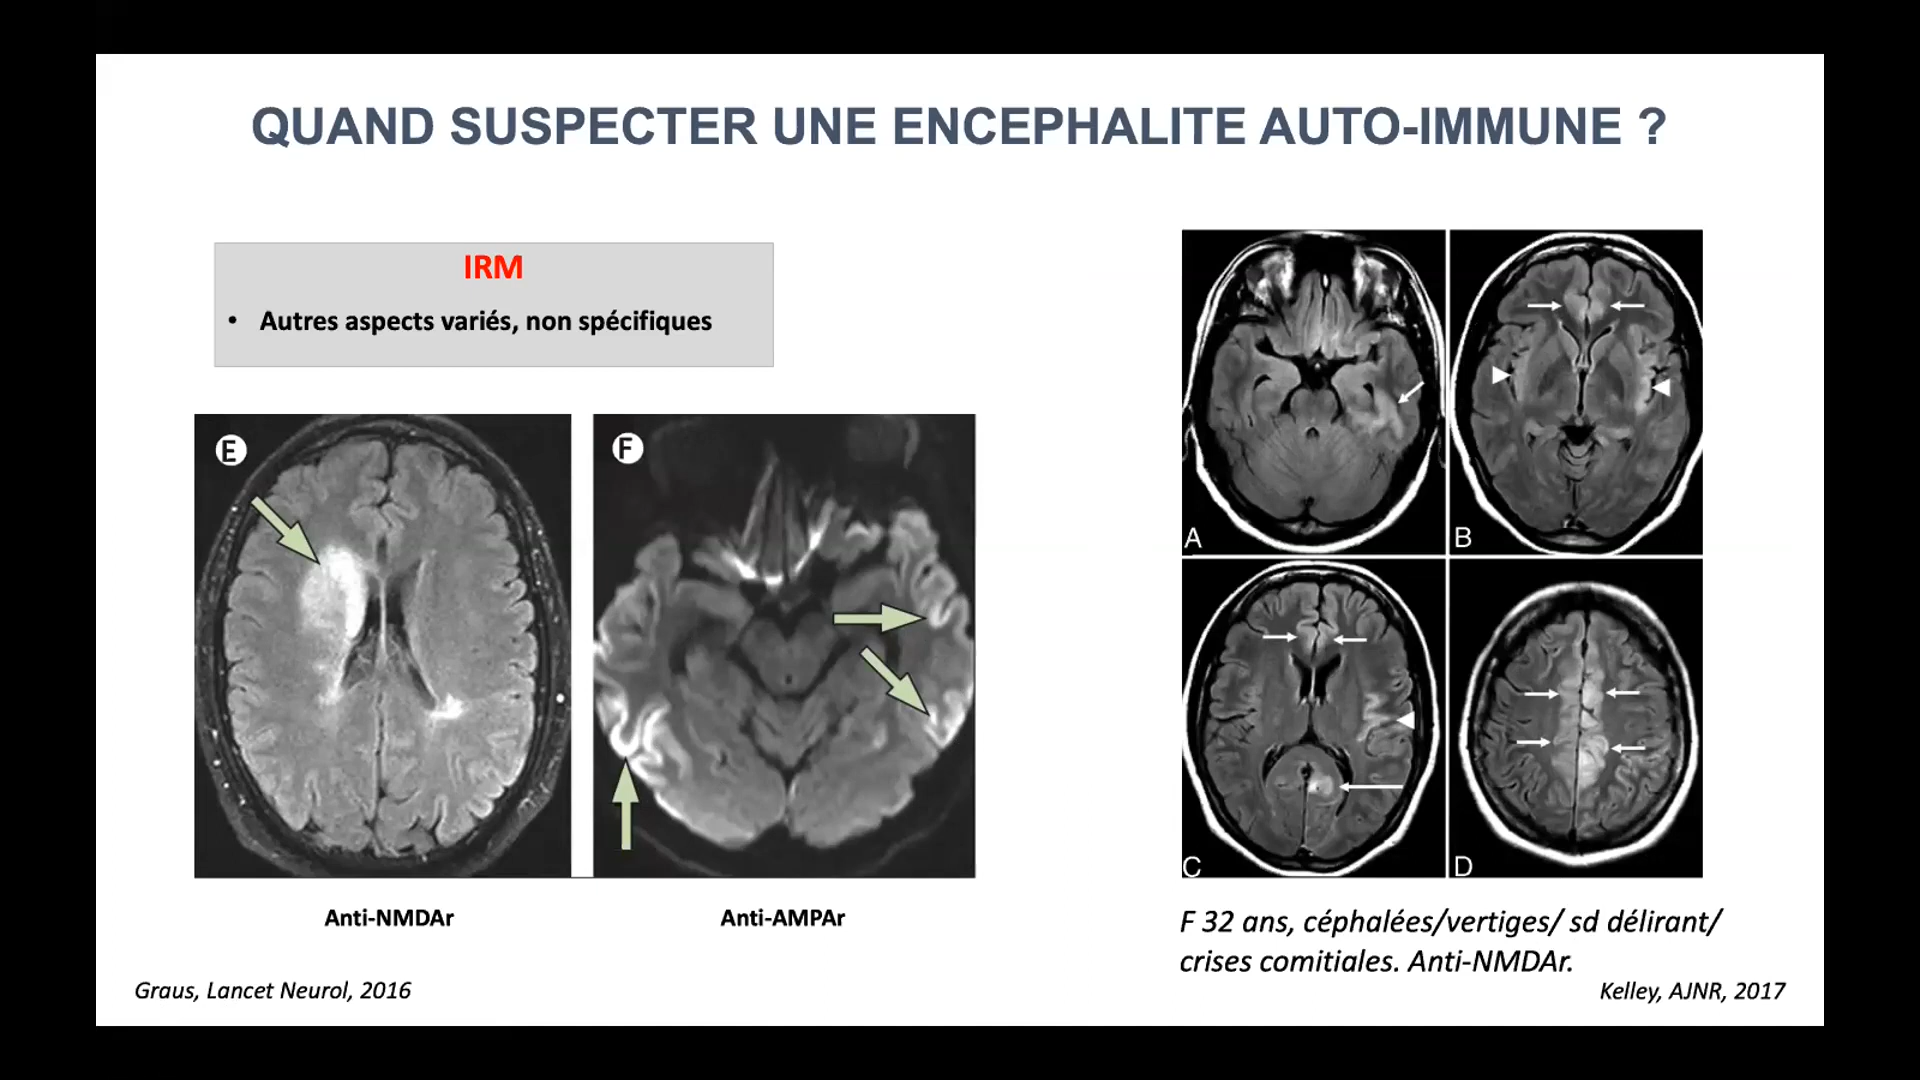 QUAND SUSPECTER UNE ENCEPHALITE AUTO-IMMUNE ?
IRM
• Autres aspects variés, non spécifiques
E
F
Anti-NMDAr
Anti-AMPAr
Graus, Lancet Neurol, 2016
A
B
C
D
F 32 ans, céphalées/vertiges/ sd délirant/
crises comitiales. Anti-NMDAr.
Kelley, AJNR, 2017